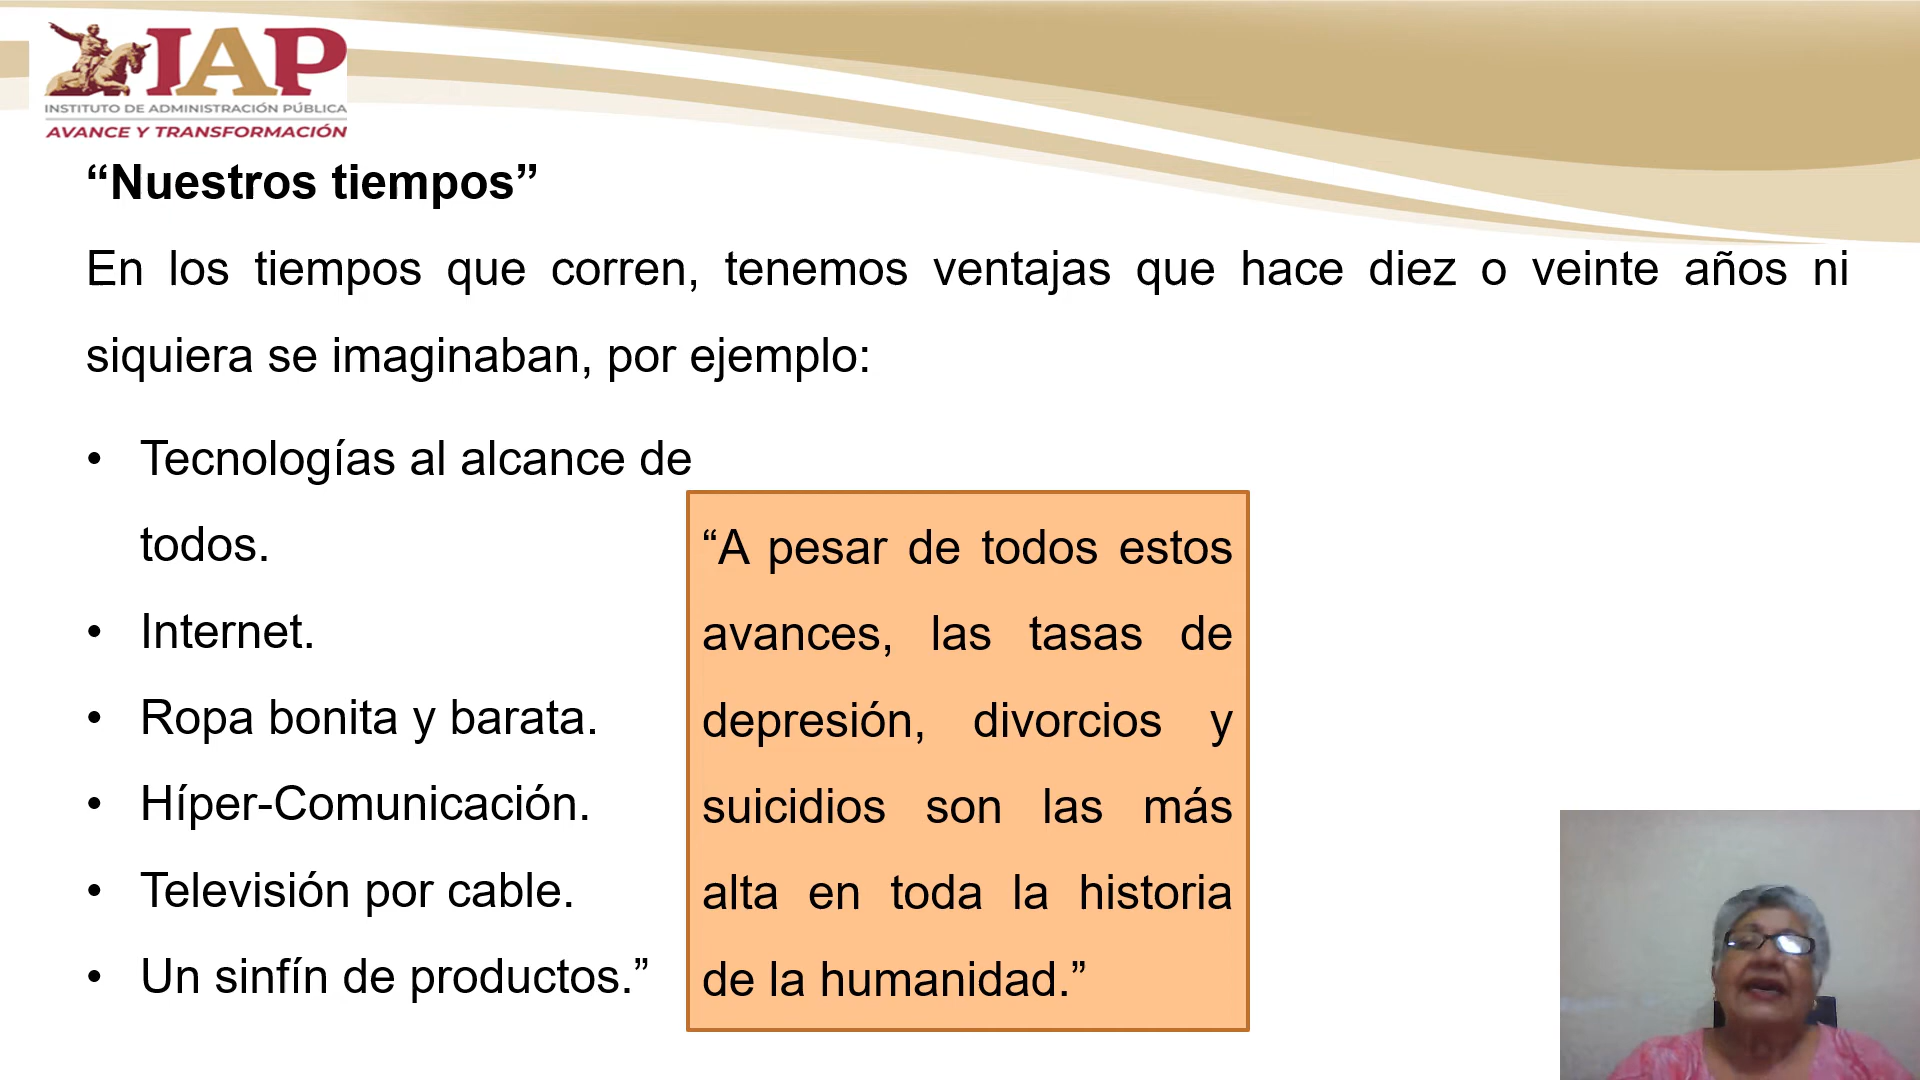 IAP
INSTITUTO DE ADMINISTRACIÓN PÚBLICA
AVANCE Y TRANSFORMACIÓN
“Nuestros tiempos”
En los tiempos que corren, tenemos ventajas que hace diez o veinte años ni
siquiera se imaginaban, por ejemplo:
• Tecnologías al alcance de
todos.
• Internet.
• Ropa bonita y barata.
• Híper-Comunicación.
• Televisión por cable.
• Un sinfín de productos.”
“A pesar de todos estos
avances, las tasas de
depresión, divorcios y
suicidios son las más
alta en toda la historia
de la humanidad.”